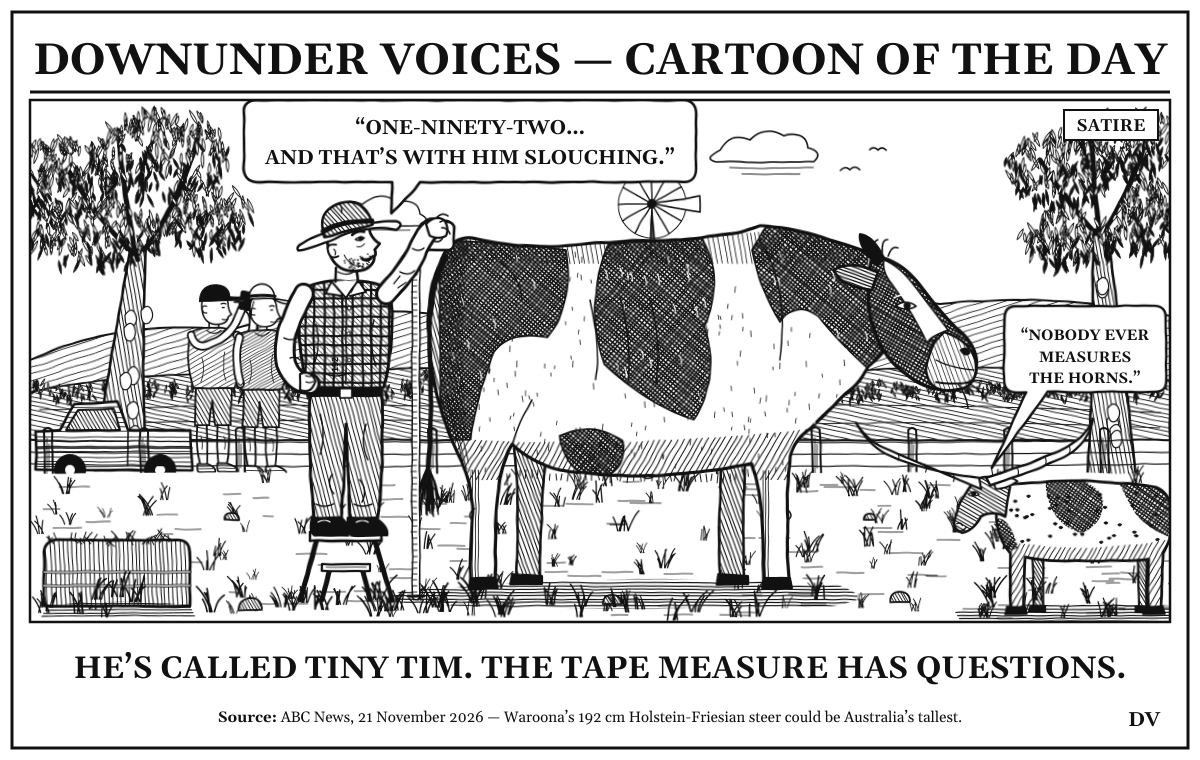 DOWNUNDER VOICES — CARTOON OF THE DAY
SATIRE
“ONE-NINETY-TWO...
AND THAT’S WITH HIM SLOUCHING.”
“NOBODY EVER
MEASURES
THE HORNS.”
HE’S CALLED TINY TIM. THE TAPE MEASURE HAS QUESTIONS.
Source: ABC News, 21 November 2026 — Waroona’s 192 cm Holstein-Friesian steer could be Australia’s tallest.
DV